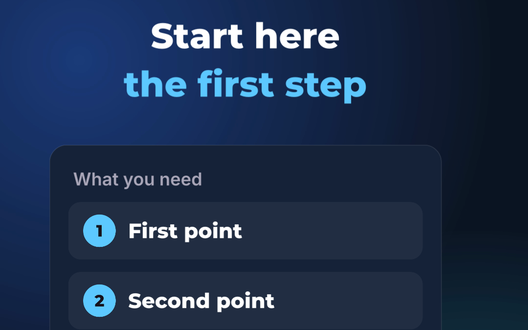 Start here
the first step
What you need
1 First point
2 Second point